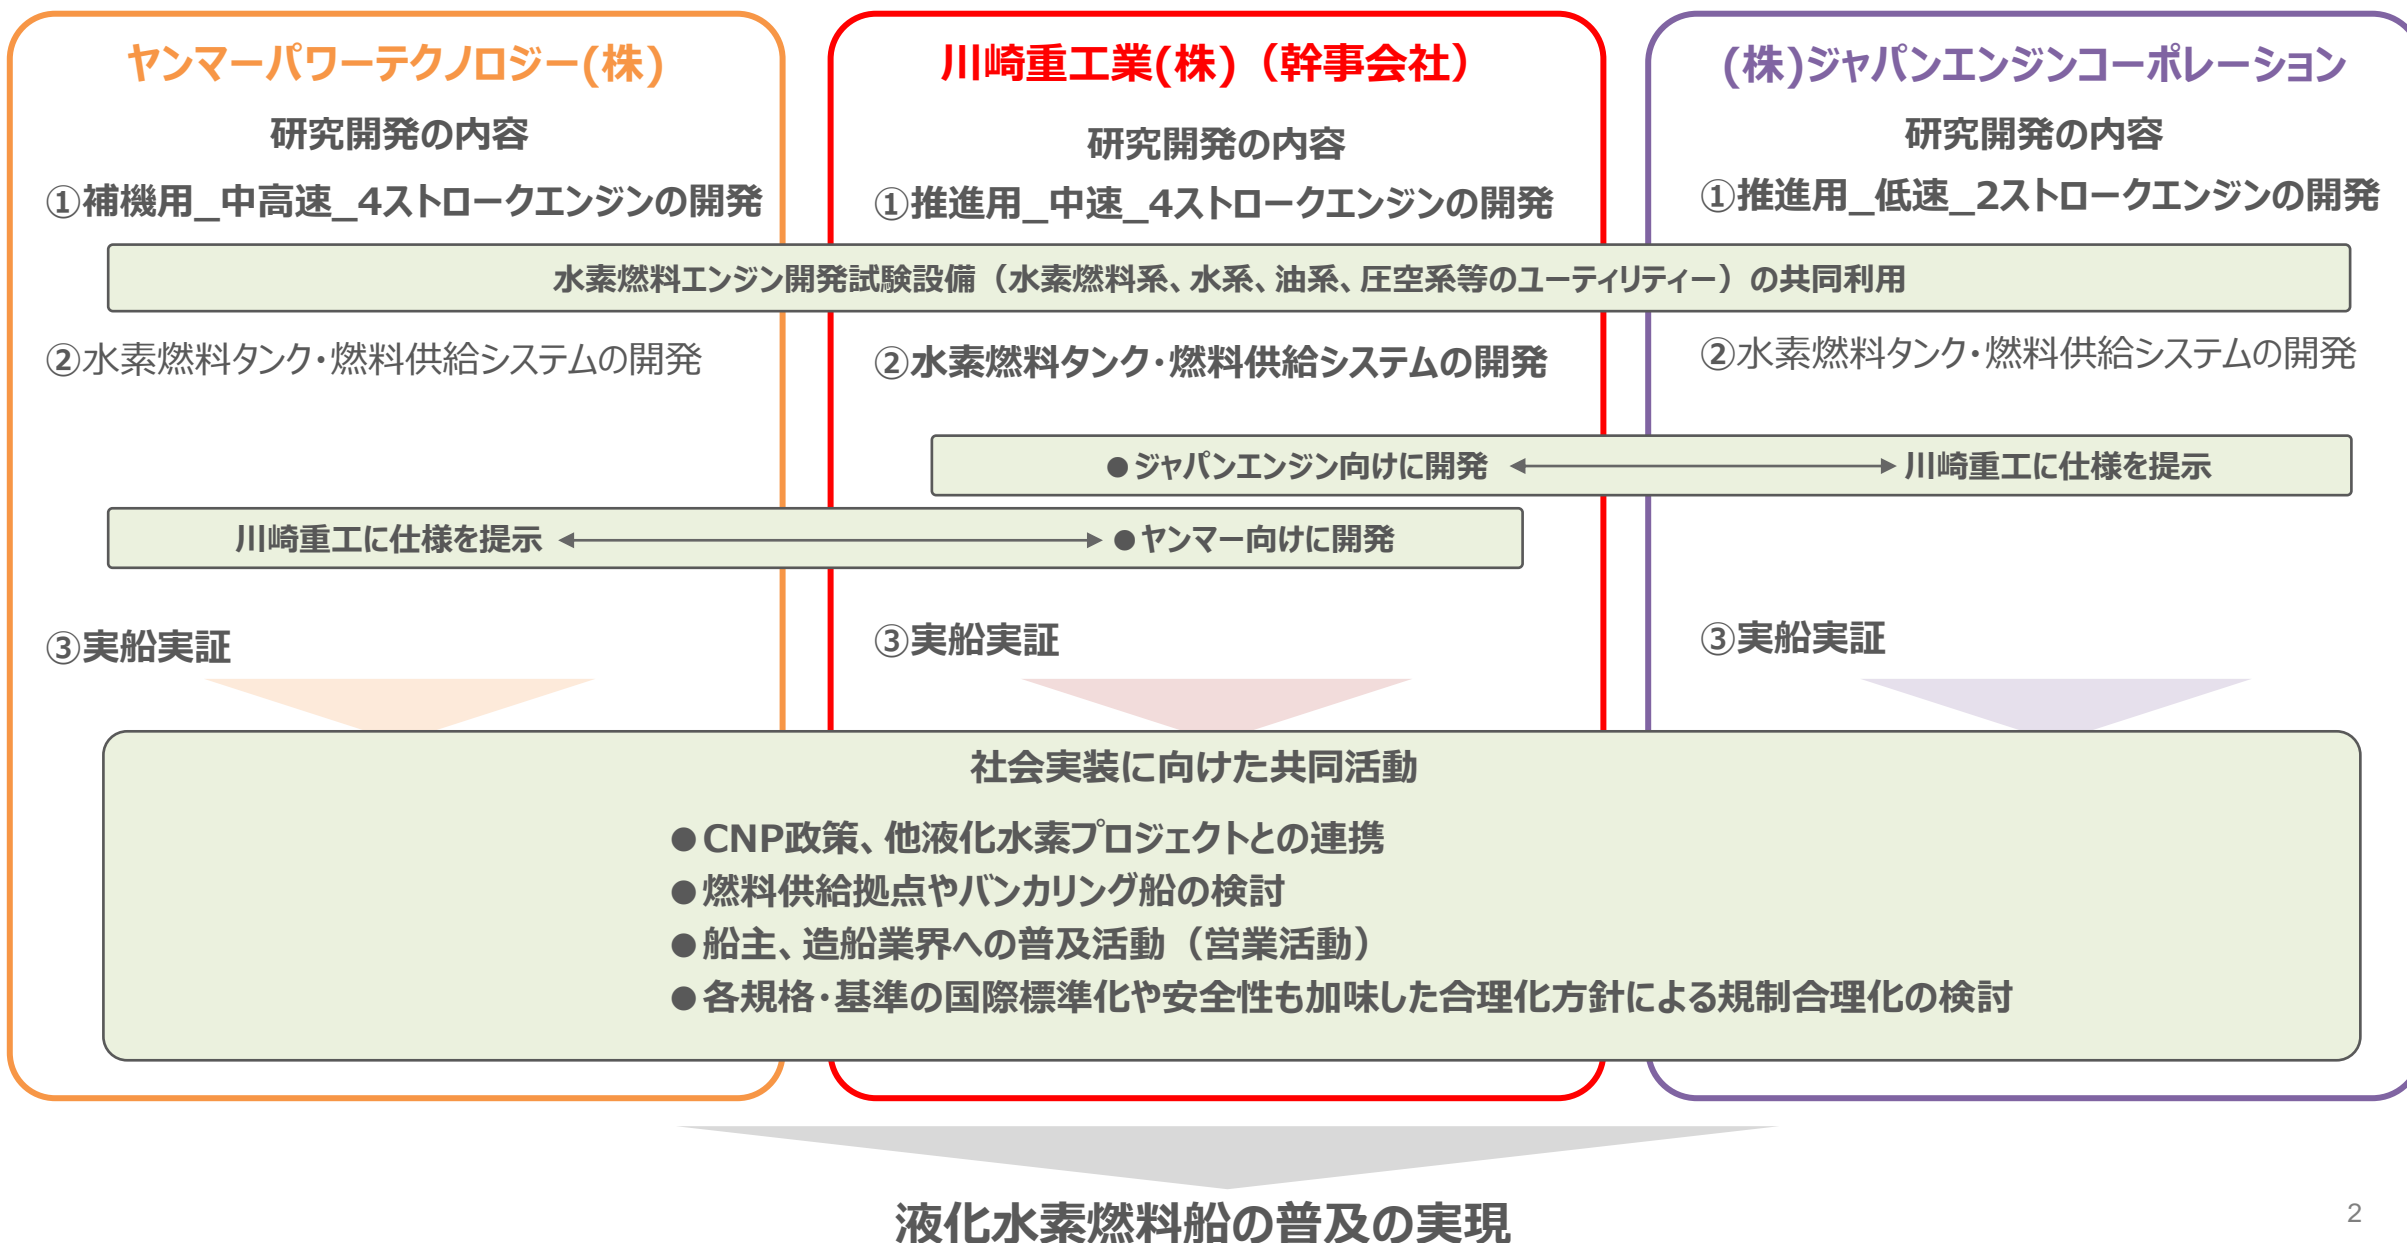 ヤンマーパワーテクノロジー(株)
研究開発の内容
①補機用_中高速_4ストロークエンジンの開発
川崎重工業(株)（幹事会社）
研究開発の内容
①推進用_中速_4ストロークエンジンの開発
(株)ジャパンエンジンコーポレーション
研究開発の内容
①推進用_低速_2ストロークエンジンの開発
水素燃料エンジン開発試験設備（水素燃料系、水系、油系、圧空系等のユーティリティー）の共同利用
②水素燃料タンク・燃料供給システムの開発
②水素燃料タンク・燃料供給システムの開発
②水素燃料タンク・燃料供給システムの開発
●ジャパンエンジン向けに開発
川崎重工に仕様を提示
川崎重工に仕様を提示
●ヤンマー向けに開発
③実船実証
③実船実証
③実船実証
社会実装に向けた共同活動
●CNP政策、他液化水素プロジェクトとの連携
●燃料供給拠点やバンカリング船の検討
●船主、造船業界への普及活動（営業活動）
●各規格・基準の国際標準化や安全性も加味した合理化方針による規制合理化の検討
液化水素燃料船の普及の実現
2